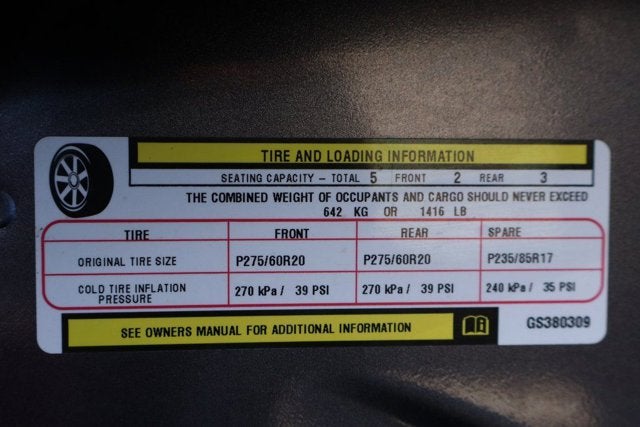 TIRE AND LOADING INFORMATION
SEATING CAPACITY – TOTAL 5 FRONT 2 REAR 3
THE COMBINED WEIGHT OF OCCUPANTS AND CARGO SHOULD NEVER EXCEED
642 KG OR 1416 LB
TIRE FRONT REAR SPARE
ORIGINAL TIRE SIZE P275/60R20 P275/60R20 P235/85R17
COLD TIRE INFLATION PRESSURE 270 kPa / 39 PSI 270 kPa / 39 PSI 240 kPa / 35 PSI
SEE OWNERS MANUAL FOR ADDITIONAL INFORMATION
GS380309